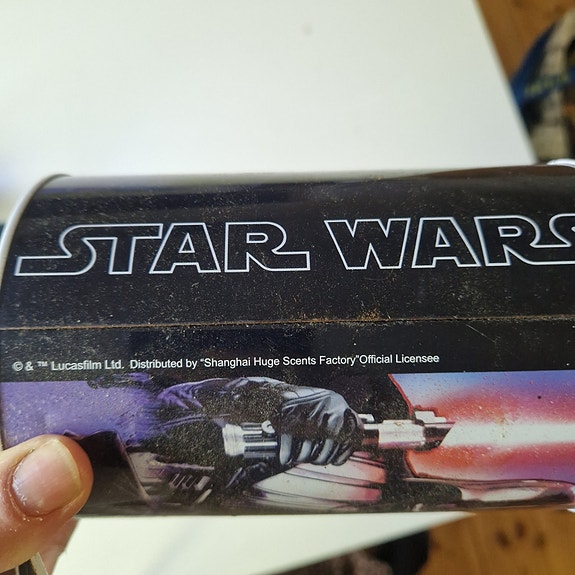 STAR WARS
© & ™ Lucasfilm Ltd. Distributed by "Shanghai Huge Scents Factory"Official Licensee